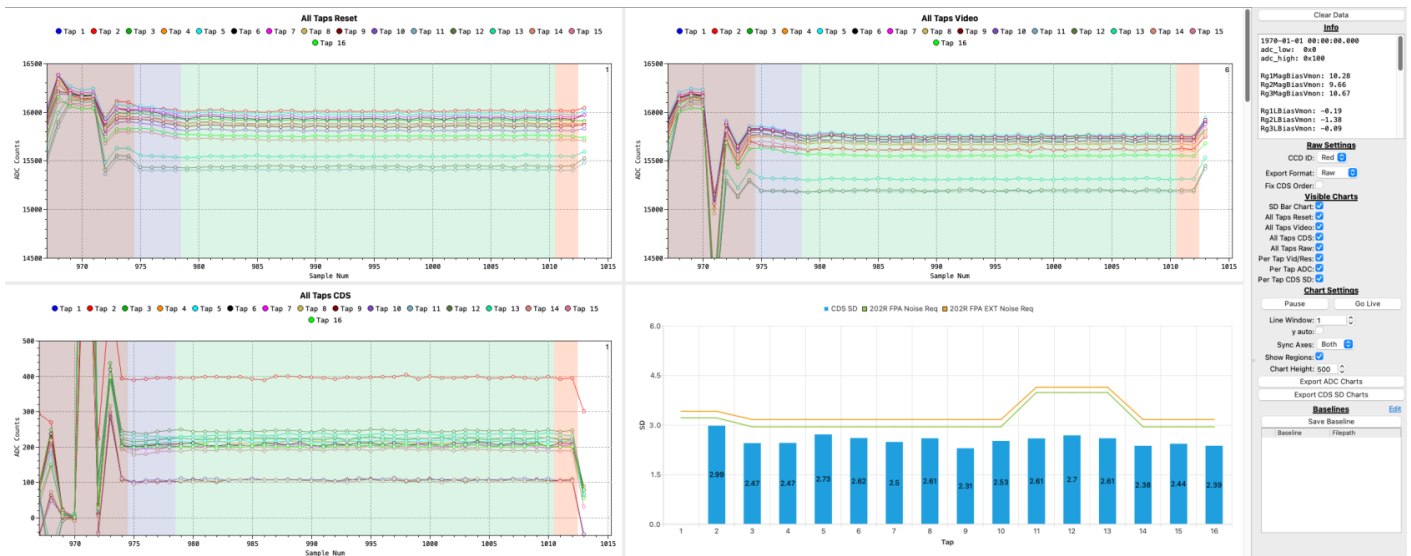 All Taps Reset
Tap 1 Tap 2 Tap 3 Tap 4 Tap 5 Tap 6 Tap 7 Tap 8 Tap 9 Tap 10 Tap 11 Tap 12 Tap 13 Tap 14 Tap 15
Tap 16
16500
16000
15500
15000
14500
ADC Counts
1
970 975 980 985 990 995 1000 1005 1010 1015
Sample Num
All Taps Video
Tap 1 Tap 2 Tap 3 Tap 4 Tap 5 Tap 6 Tap 7 Tap 8 Tap 9 Tap 10 Tap 11 Tap 12 Tap 13 Tap 14 Tap 15
Tap 16
16500
16000
15500
15000
14500
ADC Counts
6
970 975 980 985 990 995 1000 1005 1010 1015
Sample Num
All Taps CDS
Tap 1 Tap 2 Tap 3 Tap 4 Tap 5 Tap 6 Tap 7 Tap 8 Tap 9 Tap 10 Tap 11 Tap 12 Tap 13 Tap 14 Tap 15
Tap 16
500
400
300
200
100
0
ADC Counts
1
970 975 980 985 990 995 1000 1005 1010 1015
Sample Num
CDS SD 202R FPA Noise Req 202R FPA EXT Noise Req
6.0
4.5
3.0
1.5
0.0
SD
2.99 2.47 2.47 2.73 2.62 2.5 2.61 2.31 2.53 2.61 2.7 2.61 2.38 2.44 2.39
1 2 3 4 5 6 7 8 9 10 11 12 13 14 15 16
Tap
Clear Data
Info
1970-01-01 00:00:00.000
adc_low: 0x0
adc_high: 0x100
Rg1MagBiasVmon: 10.28
Rg2MagBiasVmon: 9.66
Rg3MagBiasVmon: 10.67
Rg1LBiasVmon: -0.19
Rg2LBiasVmon: -1.38
Rg3LBiasVmon: -0.09
Raw Settings
CCD ID: Red
Export Format: Raw
Fix CDS Order:
Visible Charts
SD Bar Chart:
All Taps Reset:
All Taps Video:
All Taps CDS:
All Taps Raw:
Per Tap Vid/Res:
Per Tap ADC:
Per Tap CDS SD:
Chart Settings
Pause Go Live
Line Window: 1
y auto:
Sync Axes: Both
Show Regions:
Chart Height: 500
Export ADC Charts
Export CDS SD Charts
Baselines Edit
Save Baseline
Baseline Filepath